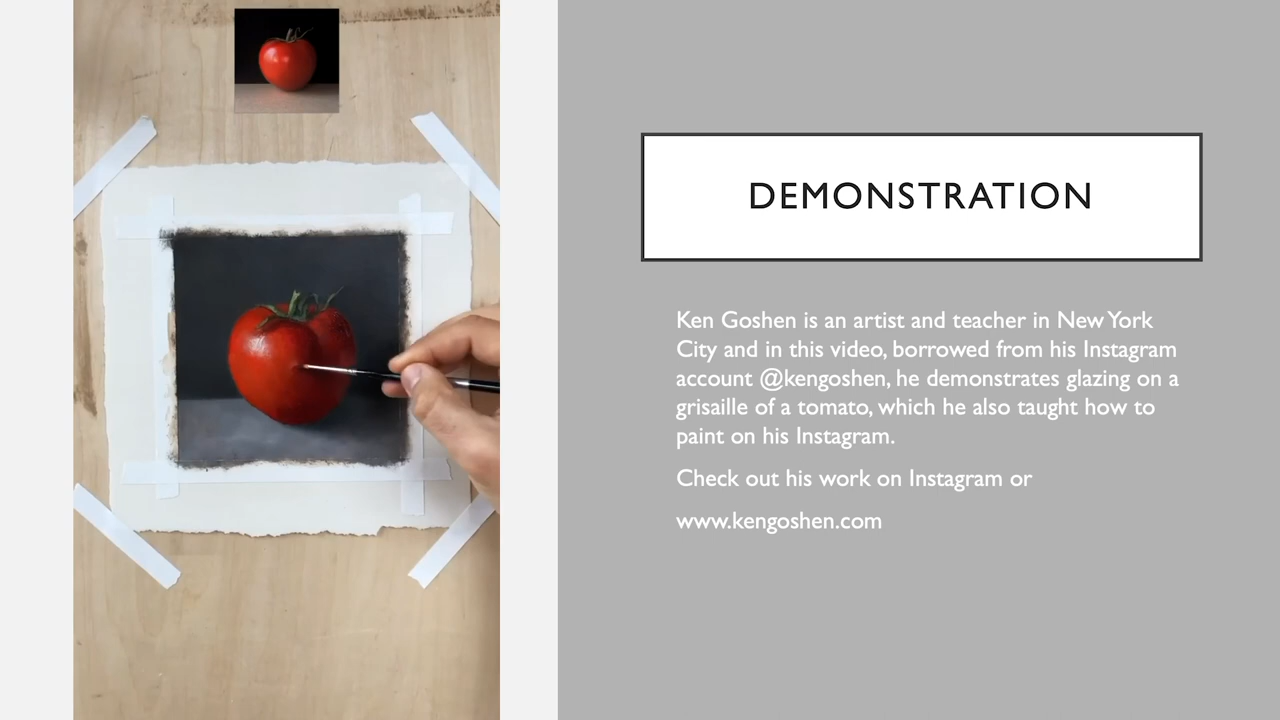 DEMONSTRATION
Ken Goshen is an artist and teacher in New York
City and in this video, borrowed from his Instagram
account @kengoshen, he demonstrates glazing on a
grisaille of a tomato, which he also taught how to
paint on his Instagram.
Check out his work on Instagram or
www.kengoshen.com